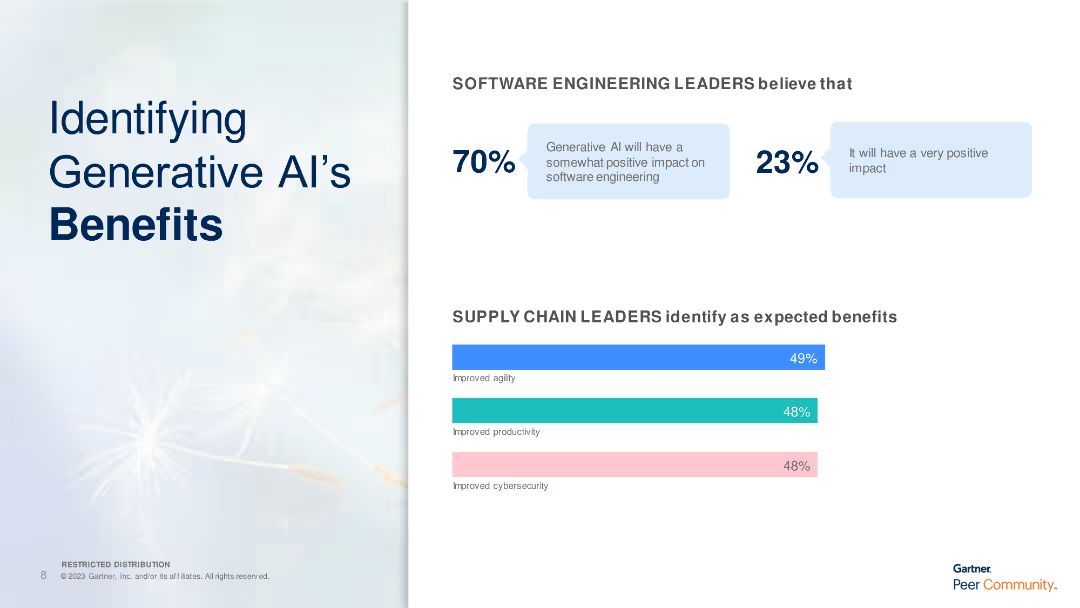 Identifying
Generative AI’s
Benefits
SOFTWARE ENGINEERING LEADERS believe that
70%
Generative AI will have a
somewhat positive impact on
software engineering
23%
It will have a very positive
impact
SUPPLY CHAIN LEADERS identify as expected benefits
49%
Improved agility
48%
Improved productivity
48%
Improved cybersecurity
RESTRICTED DISTRIBUTION
8 © 2023 Gartner, Inc. and/or its affiliates. All rights reserved.
Gartner.
Peer Community™